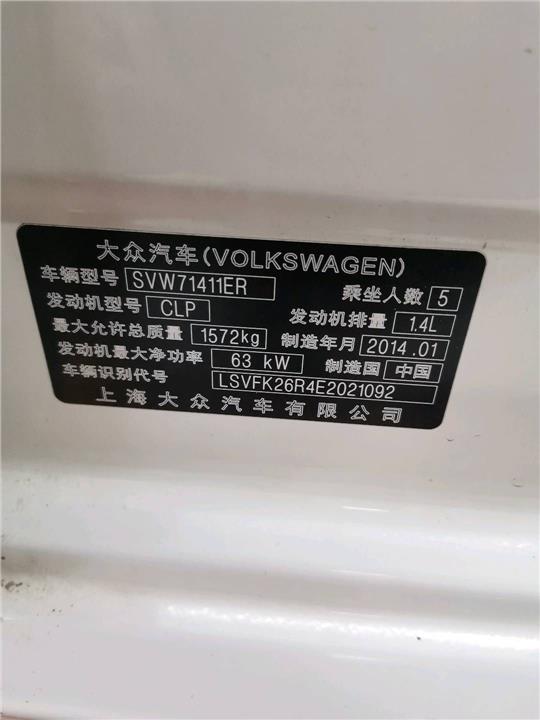 大众汽车(VOLKSWAGEN)
车辆型号 SVW71411ER 乘坐人数 5
发动机型号 CLP 发动机排量 1.4L
最大允许总质量 1572kg 制造年月 2014.01
发动机最大净功率 63 kW 制造国 中国
车辆识别代号 LSVFK26R4E2021092
上海大众汽车有限公司